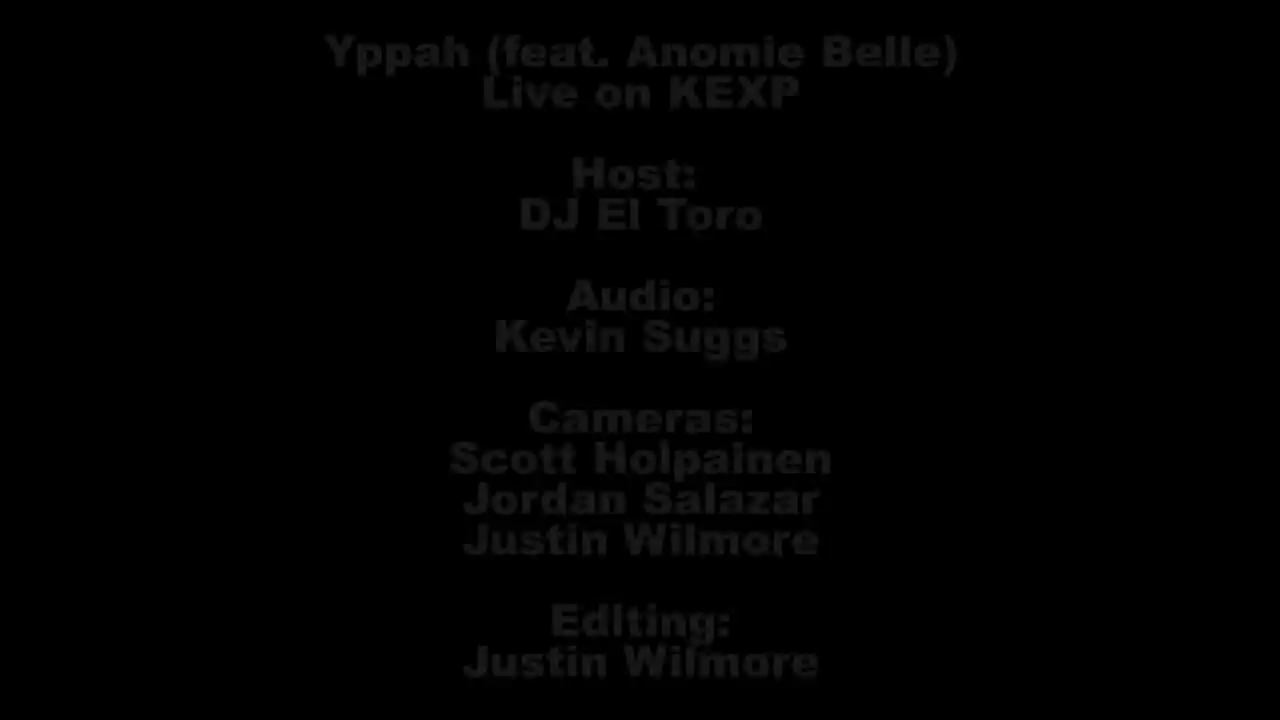 Yppah (feat. Anomie Belle)
Live on KEXP
Host:
DJ El Toro
Audio:
Kevin Suggs
Cameras:
Scott Holpainen
Jordan Salazar
Justin Wilmore
Editing:
Justin Wilmore